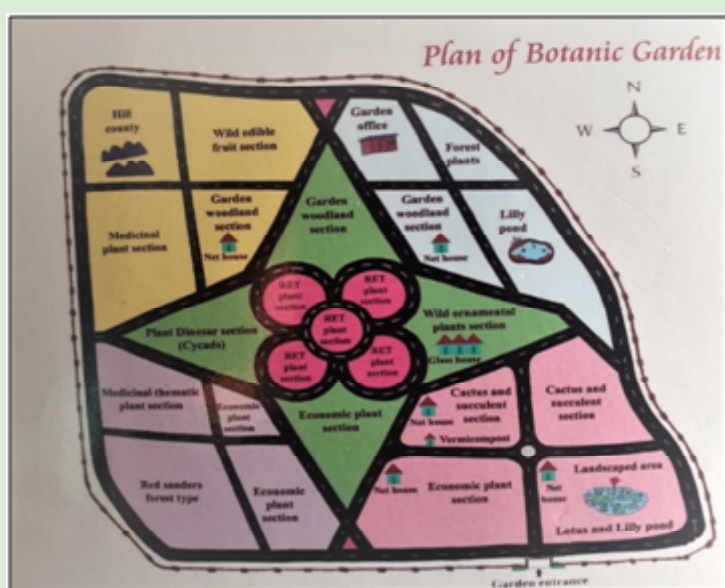 Plan of Botanic Garden
N
W
E
S
Hill
county
Wild edible
fruit section
Garden
office
Forest
plants
Medicinal
plant section
Garden
woodland
section
Net house
Garden
woodland
section
Garden
woodland
section
Net house
Lilly
pond
RET
plant
section
RET
plant
section
RET
plant
section
RET
plant
section
RET
plant
section
Plant Dinosar section
(Cycads)
Wild ornamental
plants section
Glass house
Medicinal thematic
plant section
Economic
plant
section
Economic plant
section
Cactus and
succulent
section
Net house
Vermicompost
Cactus and
succulent
section
Red sanders
forest type
Economic
plant
section
Net house
Economic plant
section
Net
house
Landscaped area
Lotus and Lilly pond
Garden entrance